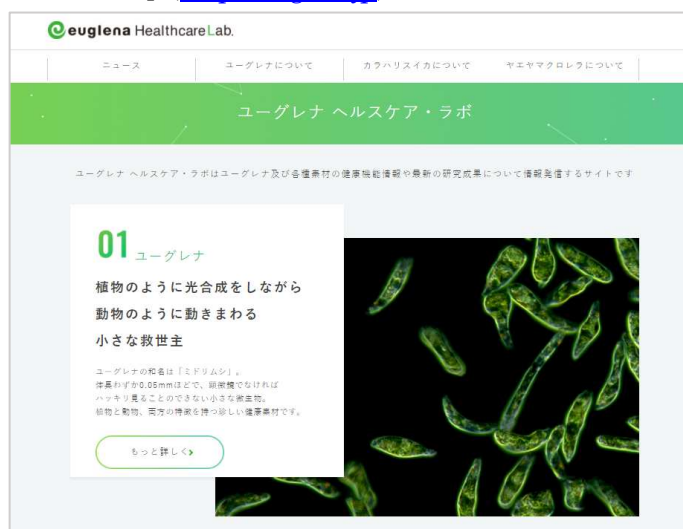 euglena HealthcareLab.
ニュース ユーグレナについて カラハリスイカについて ヤエヤマクロレラについて
ユーグレナ ヘルスケア・ラボ
ユーグレナ ヘルスケア・ラボはユーグレナ及び各種素材の健康機能情報や最新の研究成果について情報発信するサイトです
01 ユーグレナ
植物のように光合成をしながら
動物のように動きまわる
小さな救世主
ユーグレナの和名は「ミドリムシ」。
体長わずか0.05mmほどで、顕微鏡でなければ
ハッキリ見ることのできない小さな微生物。
植物と動物、両方の特徴を持つ珍しい健康素材です。
もっと詳しく